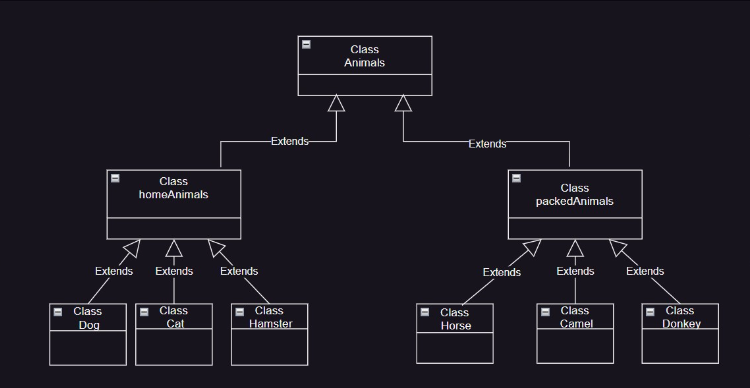 Class
Animals
Extends
Extends
Class
homeAnimals
Class
packedAnimals
Extends
Extends
Extends
Extends
Extends
Extends
Class
Dog
Class
Cat
Class
Hamster
Class
Horse
Class
Camel
Class
Donkey